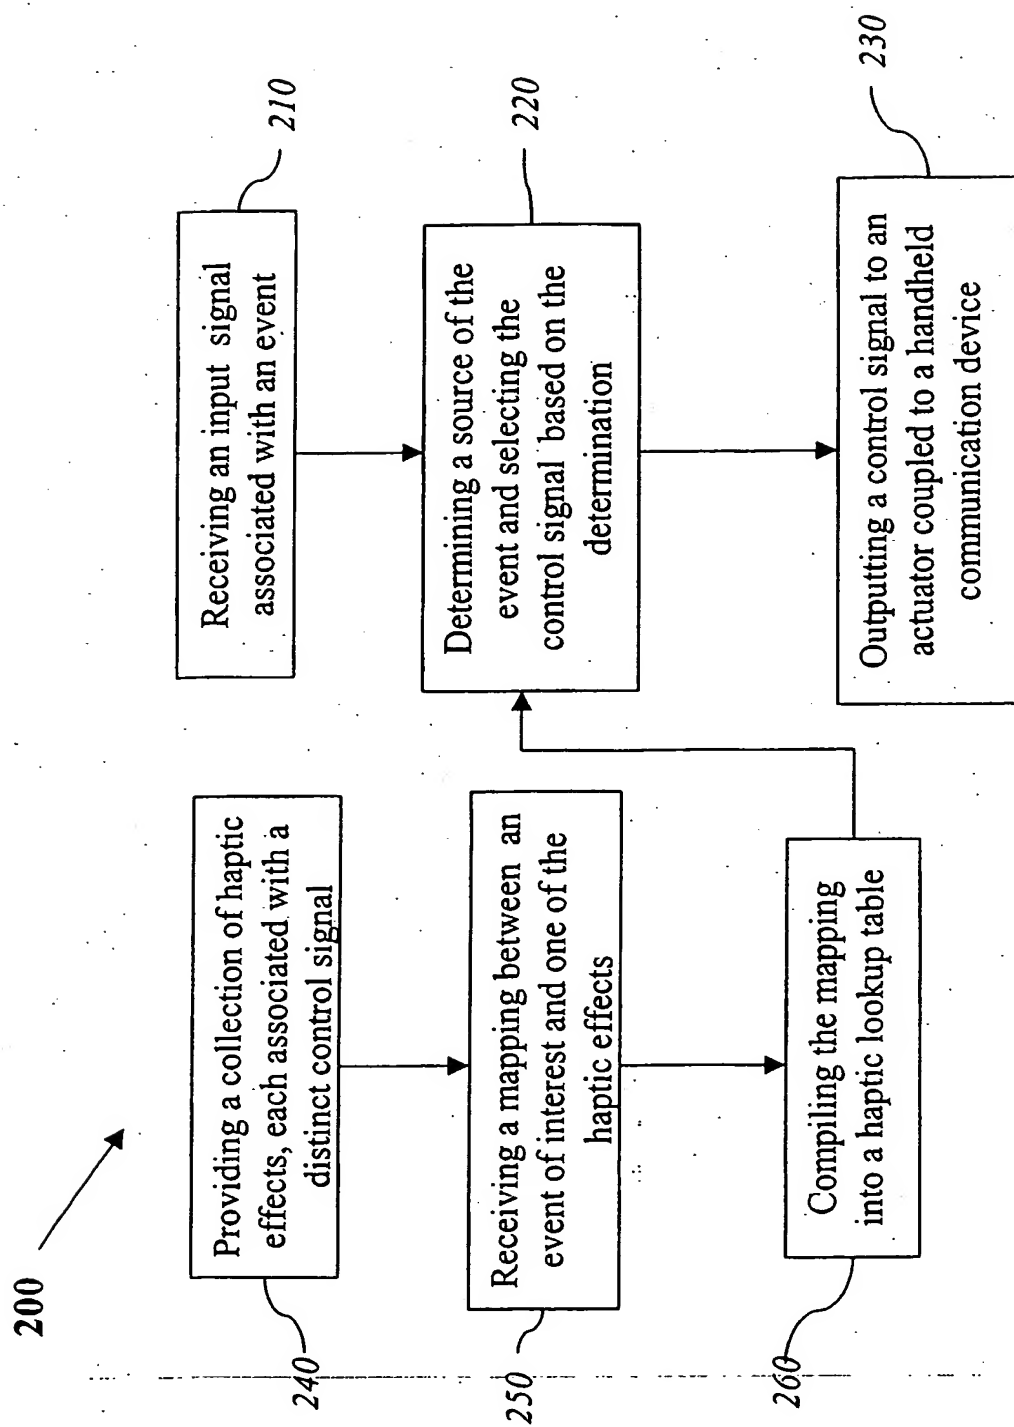 200
Providing a collection of haptic
effects, each associated with a
distinct control signal
240
Receiving a mapping between an
event of interest and one of the
haptic effects
250
Compiling the mapping
into a haptic lookup table
260
Receiving an input signal
associated with an event
210
Determining a source of the
event and selecting the
control signal based on the
determination
220
Outputting a control signal to an
actuator coupled to a handheld
communication device
230